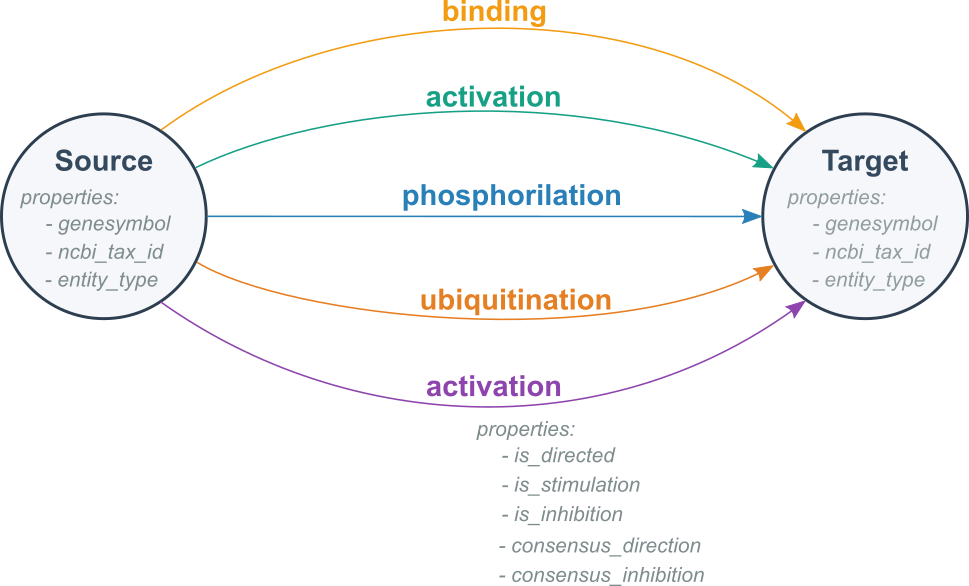 binding
activation
Source
properties:
- genesymbol
- ncbi_tax_id
- entity_type
phosphorilation
Target
properties:
- genesymbol
- ncbi_tax_id
- entity_type
ubiquitination
activation
properties:
- is_directed
- is_stimulation
- is_inhibition
- consensus_direction
- consensus_inhibition